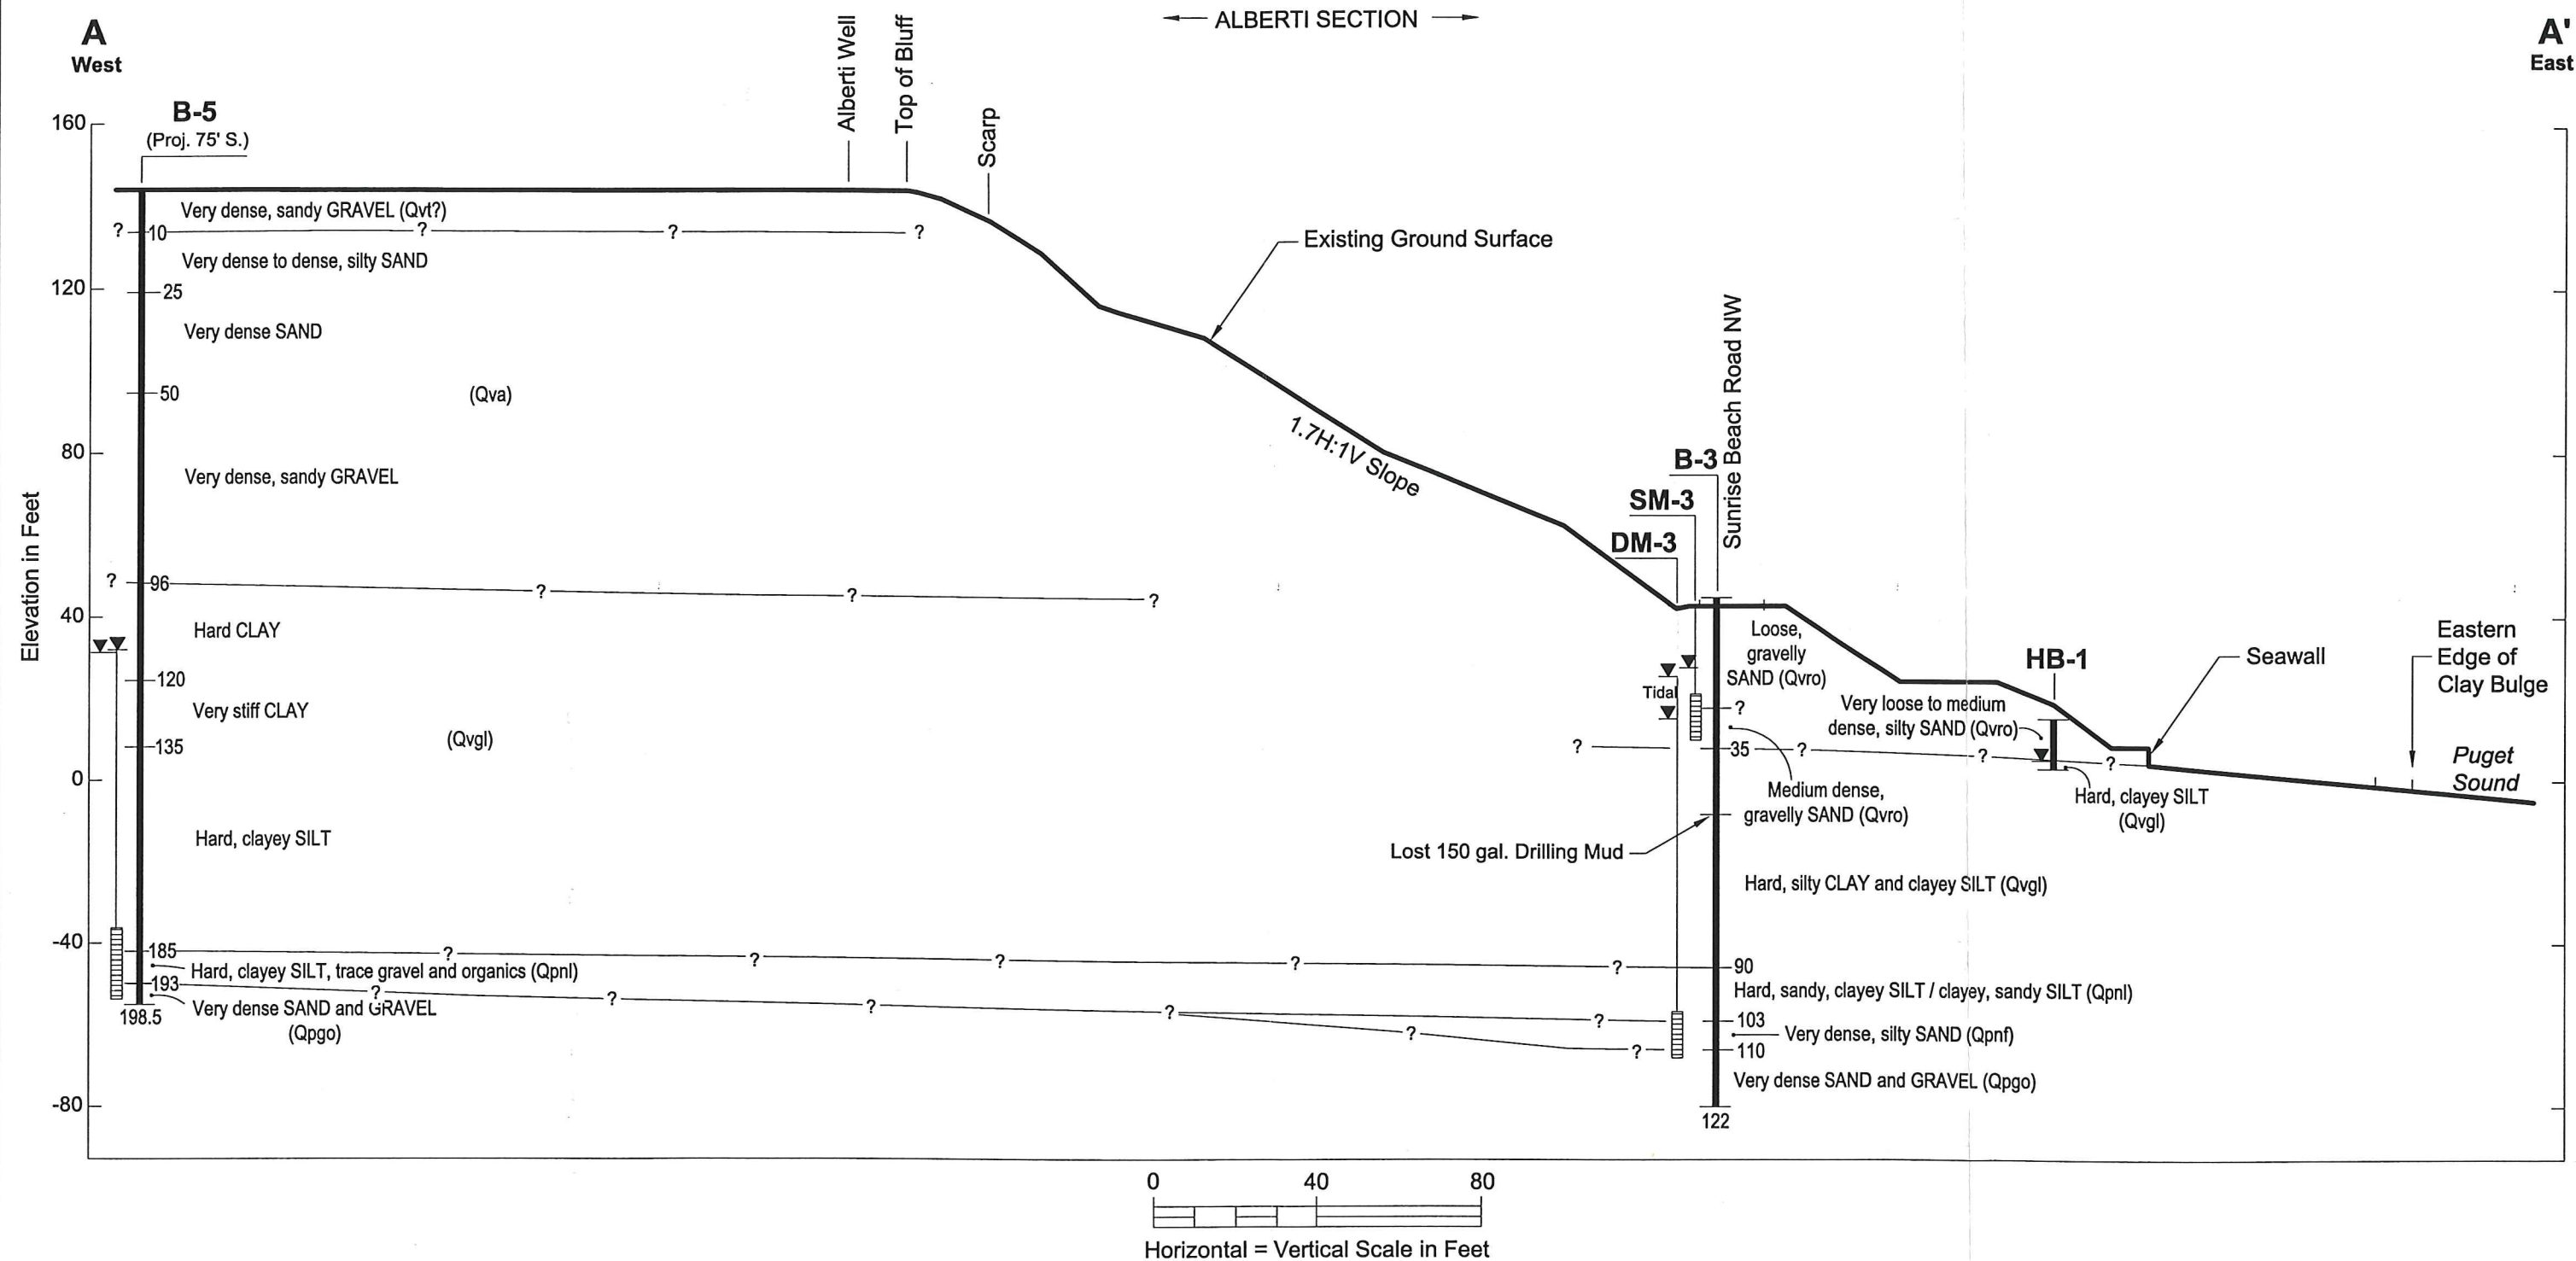 ← ALBERTI SECTION →
A
West
A'
East
Alberti Well
Top of Bluff
Scarp
B-5
(Proj. 75' S.)
160
120
80
40
0
-40
-80
Elevation in Feet
Very dense, sandy GRAVEL (Qvt?)
? 10 ? ? ?
Very dense to dense, silty SAND
25
Very dense SAND
50
(Qva)
Very dense, sandy GRAVEL
? 96 ? ? ?
Hard CLAY
120
Very stiff CLAY
135
(Qvgl)
Hard, clayey SILT
185 ? ? ? ? ? 90
Hard, clayey SILT, trace gravel and organics (Qpnl)
193 ? ? ? ? ? 103
? ? 110
Very dense SAND and GRAVEL
(Qpgo)
198.5
Existing Ground Surface
1.7H:1V Slope
Sunrise Beach Road NW
B-3
SM-3
DM-3
Tidal
Loose,
gravelly
SAND (Qvro)
?
? 35 ? ? ?
Medium dense,
gravelly SAND (Qvro)
Lost 150 gal. Drilling Mud
Hard, silty CLAY and clayey SILT (Qvgl)
Hard, sandy, clayey SILT / clayey, sandy SILT (Qpnl)
Very dense, silty SAND (Qpnf)
Very dense SAND and GRAVEL (Qpgo)
122
HB-1
Very loose to medium
dense, silty SAND (Qvro)
Hard, clayey SILT
(Qvgl)
Seawall
Eastern
Edge of
Clay Bulge
Puget
Sound
0 40 80
Horizontal = Vertical Scale in Feet